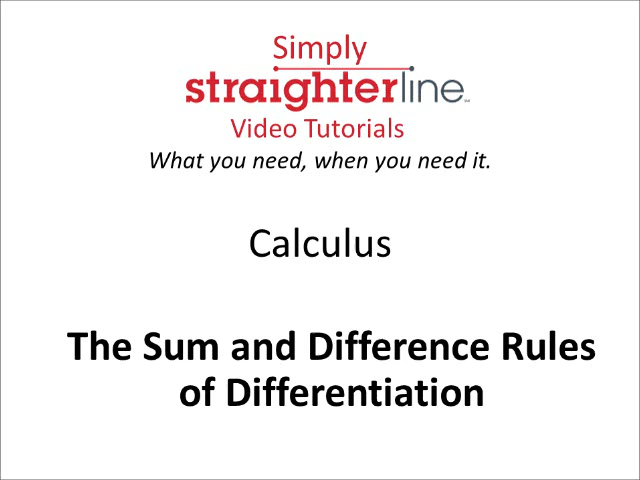 Simply
straighterline
Video Tutorials
What you need, when you need it.
Calculus
The Sum and Difference Rules
of Differentiation